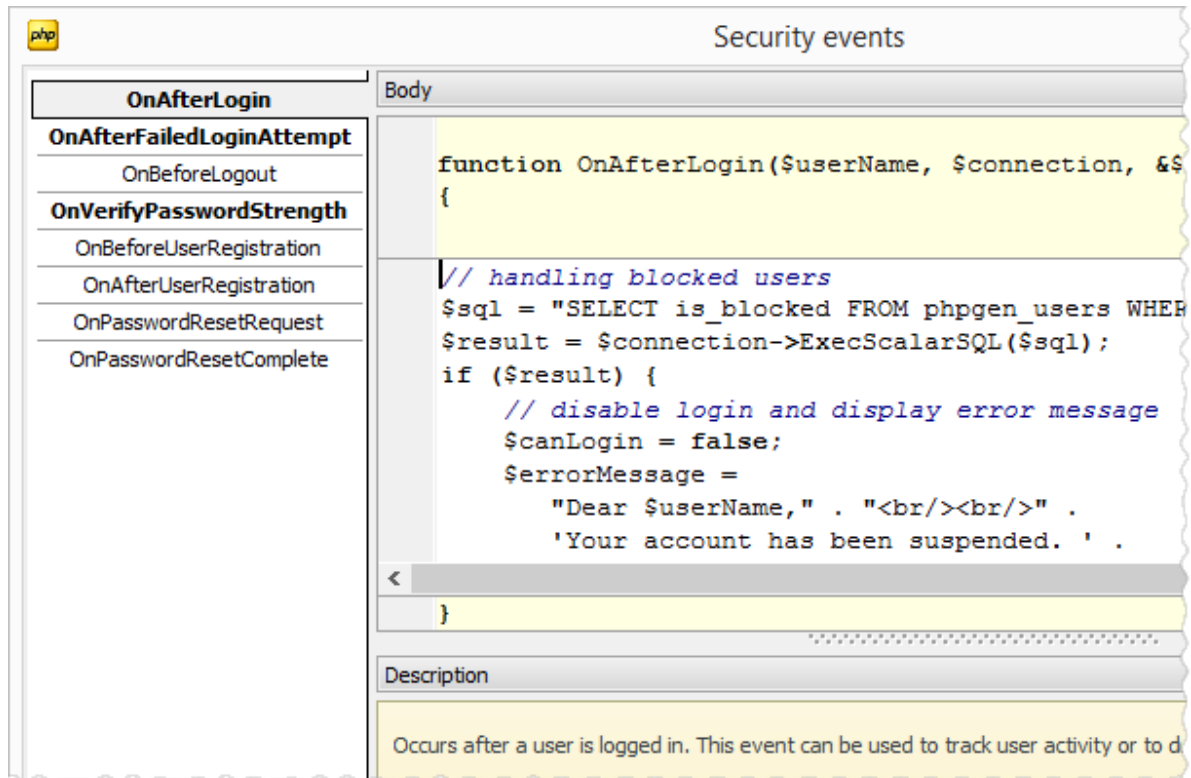 php
Security events
OnAfterLogin
OnAfterFailedLoginAttempt
OnBeforeLogout
OnVerifyPasswordStrength
OnBeforeUserRegistration
OnAfterUserRegistration
OnPasswordResetRequest
OnPasswordResetComplete
Body
function OnAfterLogin($userName, $connection, &$
{
// handling blocked users
$sql = "SELECT is_blocked FROM phpgen_users WHER
$result = $connection->ExecScalarSQL($sql);
if ($result) {
// disable login and display error message
$canLogin = false;
$errorMessage =
"Dear $userName," . "<br/><br/>" .
'Your account has been suspended. ' .
}
Description
Occurs after a user is logged in. This event can be used to track user activity or to d